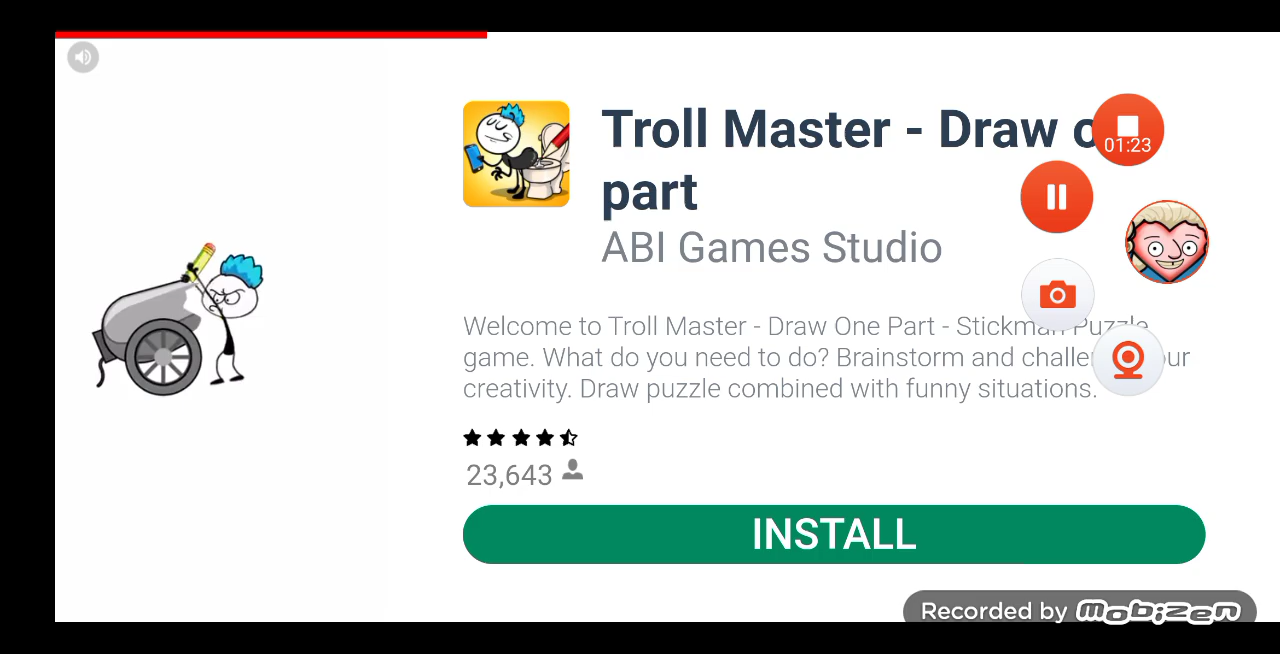 Troll Master - Draw o
01:23
part
ABI Games Studio
Welcome to Troll Master - Draw One Part - Stickman Puzzle
game. What do you need to do? Brainstorm and challe ur
creativity. Draw puzzle combined with funny situations.
23,643
INSTALL
Recorded by mobizen